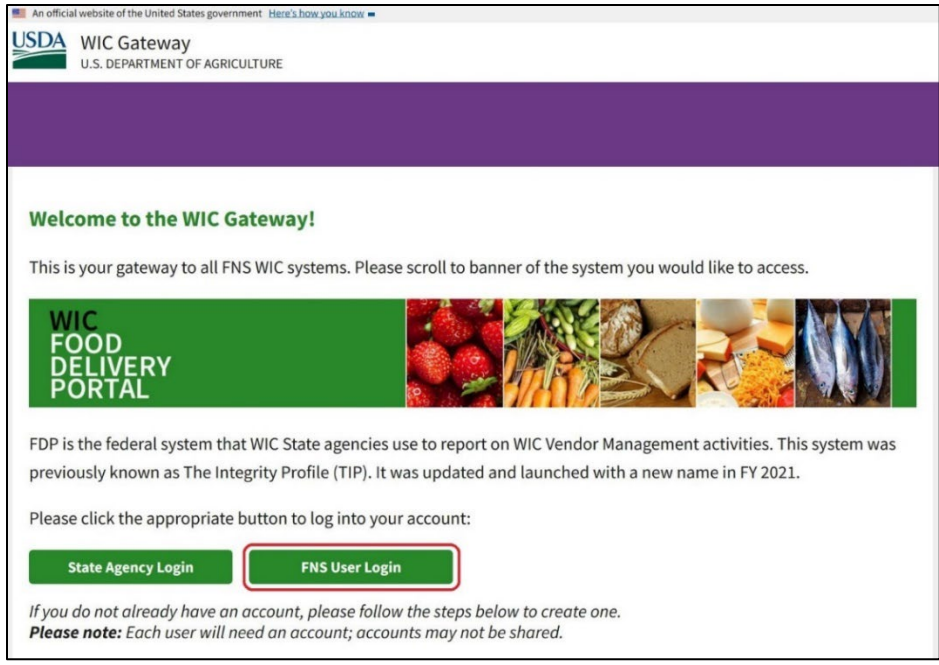 An official website of the United States government Here's how you know
USDA
WIC Gateway
U.S. DEPARTMENT OF AGRICULTURE
Welcome to the WIC Gateway!
This is your gateway to all FNS WIC systems. Please scroll to banner of the system you would like to access.
WIC
FOOD
DELIVERY
PORTAL
FDP is the federal system that WIC State agencies use to report on WIC Vendor Management activities. This system was
previously known as The Integrity Profile (TIP). It was updated and launched with a new name in FY 2021.
Please click the appropriate button to log into your account:
State Agency Login FNS User Login
If you do not already have an account, please follow the steps below to create one.
Please note: Each user will need an account; accounts may not be shared.